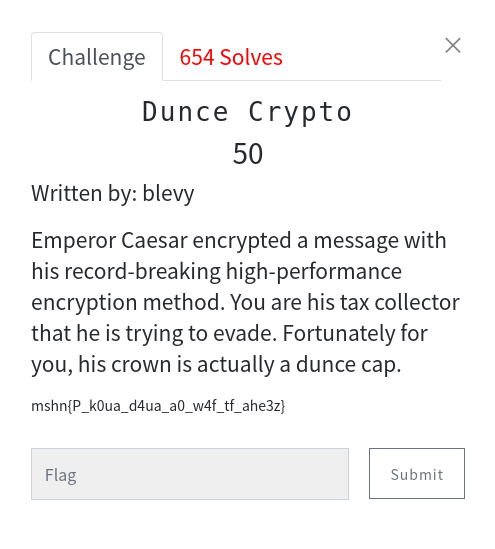 Challenge
654 Solves
Dunce Crypto
50
Written by: blevy
Emperor Caesar encrypted a message with
his record-breaking high-performance
encryption method. You are his tax collector
that he is trying to evade. Fortunately for
you, his crown is actually a dunce cap.
mshn{P_k0ua_d4ua_a0_w4f_tf_ahe3z}
Flag
Submit